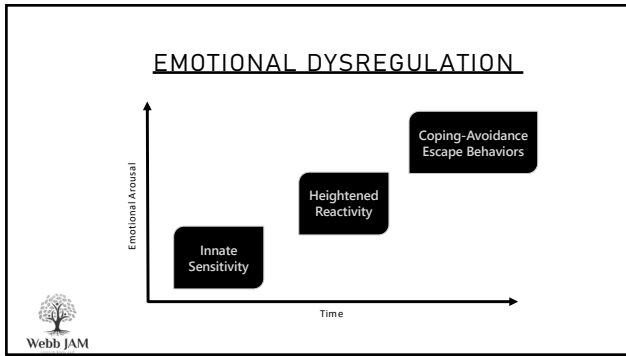 EMOTIONAL DYSREGULATION
Coping-Avoidance
Escape Behaviors
Heightened
Reactivity
Innate
Sensitivity
Emotional Arousal
Time
Webb JAM